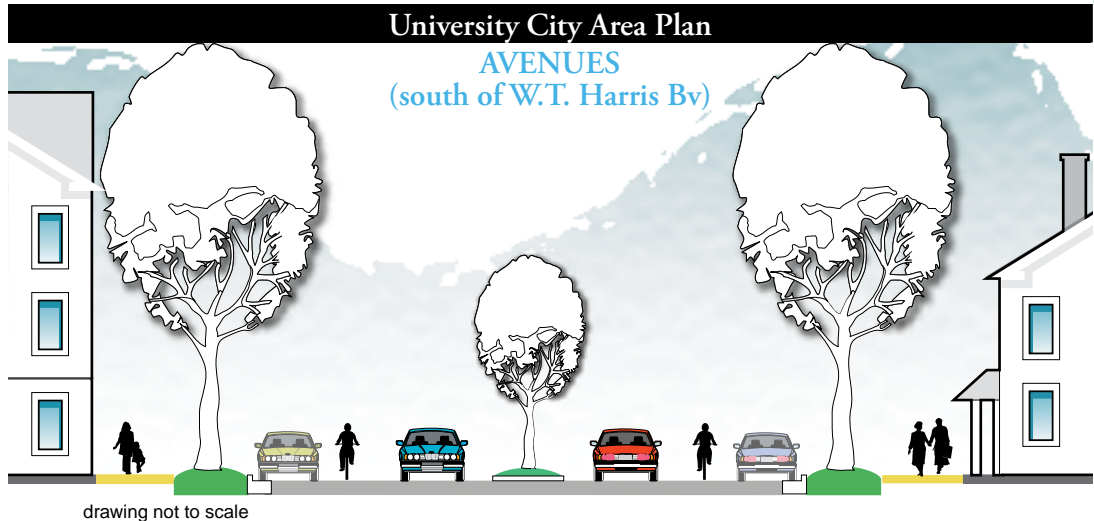 University City Area Plan
AVENUES
(south of W.T. Harris Bv)
drawing not to scale